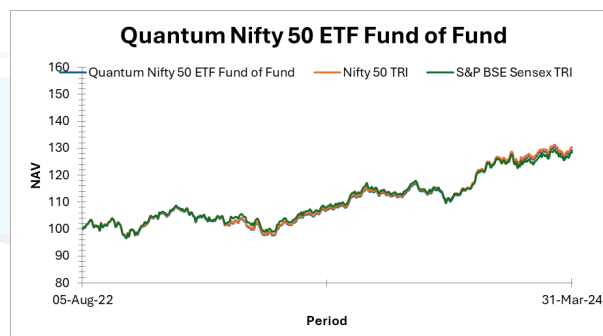 Quantum Nifty 50 ETF Fund of Fund
160
Quantum Nifty 50 ETF Fund of Fund Nifty 50 TRI S&P BSE Sensex TRI
150
140
130
120
110
100
90
80
NAV
05-Aug-22 31-Mar-24
Period